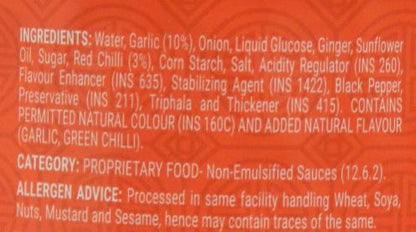 INGREDIENTS: Water, Garlic (10%), Onion, Liquid Glucose, Ginger, Sunflower
Oil, Sugar, Red Chilli (3%), Corn Starch, Salt, Acidity Regulator (INS 260),
Flavour Enhancer (INS 635), Stabilizing Agent (INS 1422), Black Pepper,
Preservative (INS 211), Triphala and Thickener (INS 415). CONTAINS
PERMITTED NATURAL COLOUR (INS 160C) AND ADDED NATURAL FLAVOUR
(GARLIC, GREEN CHILLI).
CATEGORY: PROPRIETARY FOOD- Non-Emulsified Sauces (12.6.2).
ALLERGEN ADVICE: Processed in same facility handling Wheat, Soya,
Nuts, Mustard and Sesame, hence may contain traces of the same.